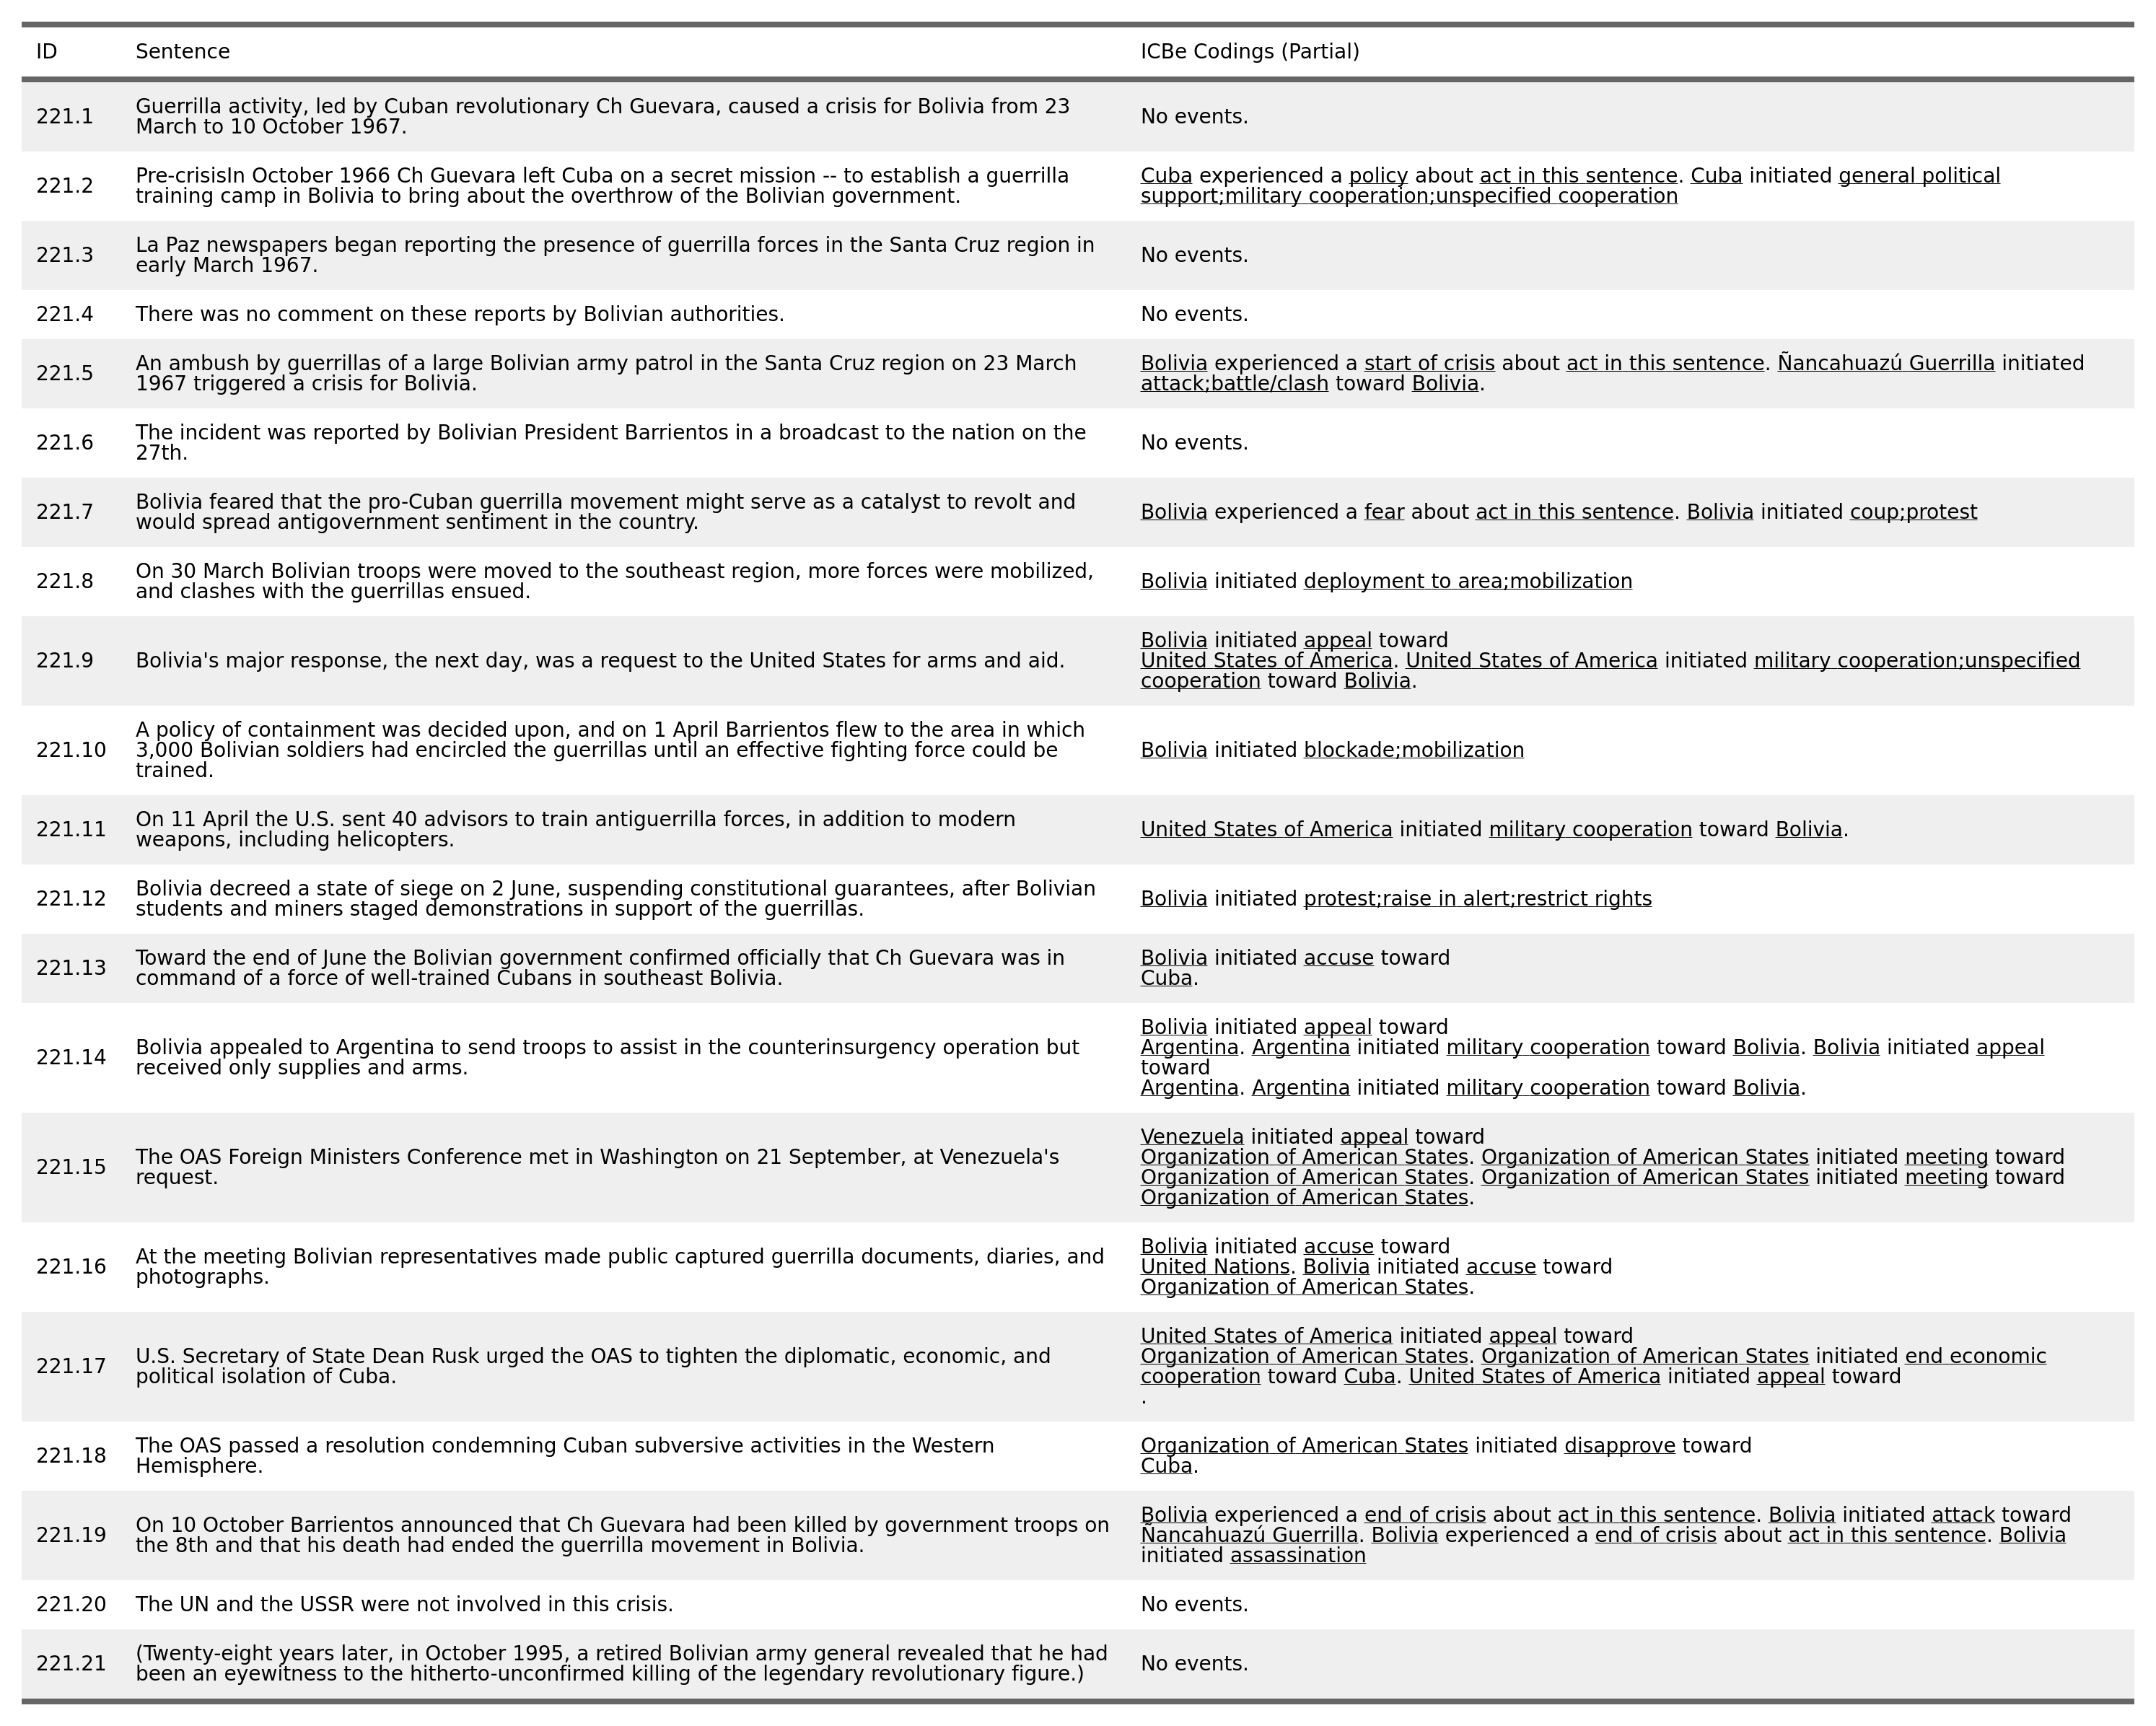 ID Sentence ICBe Codings (Partial)
221.1 Guerrilla activity, led by Cuban revolutionary Ch Guevara, caused a crisis for Bolivia from 23
March to 10 October 1967.
No events.
221.2 Pre-crisisIn October 1966 Ch Guevara left Cuba on a secret mission -- to establish a guerrilla
training camp in Bolivia to bring about the overthrow of the Bolivian government.
Cuba experienced a policy about act in this sentence. Cuba initiated general political
support;military cooperation;unspecified cooperation
221.3 La Paz newspapers began reporting the presence of guerrilla forces in the Santa Cruz region in
early March 1967.
No events.
221.4 There was no comment on these reports by Bolivian authorities.
No events.
221.5 An ambush by guerrillas of a large Bolivian army patrol in the Santa Cruz region on 23 March
1967 triggered a crisis for Bolivia.
Bolivia experienced a start of crisis about act in this sentence. Ñancahuazú Guerrilla initiated
attack;battle/clash toward Bolivia.
221.6 The incident was reported by Bolivian President Barrientos in a broadcast to the nation on the
27th.
No events.
221.7 Bolivia feared that the pro-Cuban guerrilla movement might serve as a catalyst to revolt and
would spread antigovernment sentiment in the country.
Bolivia experienced a fear about act in this sentence. Bolivia initiated coup;protest
221.8 On 30 March Bolivian troops were moved to the southeast region, more forces were mobilized,
and clashes with the guerrillas ensued.
Bolivia initiated deployment to area;mobilization
221.9 Bolivia's major response, the next day, was a request to the United States for arms and aid.
Bolivia initiated appeal toward
United States of America. United States of America initiated military cooperation;unspecified
cooperation toward Bolivia.
221.10 A policy of containment was decided upon, and on 1 April Barrientos flew to the area in which
3,000 Bolivian soldiers had encircled the guerrillas until an effective fighting force could be
trained.
Bolivia initiated blockade;mobilization
221.11 On 11 April the U.S. sent 40 advisors to train antiguerrilla forces, in addition to modern
weapons, including helicopters.
United States of America initiated military cooperation toward Bolivia.
221.12 Bolivia decreed a state of siege on 2 June, suspending constitutional guarantees, after Bolivian
students and miners staged demonstrations in support of the guerrillas.
Bolivia initiated protest;raise in alert;restrict rights
221.13 Toward the end of June the Bolivian government confirmed officially that Ch Guevara was in
command of a force of well-trained Cubans in southeast Bolivia.
Bolivia initiated accuse toward
Cuba.
221.14 Bolivia appealed to Argentina to send troops to assist in the counterinsurgency operation but
received only supplies and arms.
Bolivia initiated appeal toward
Argentina. Argentina initiated military cooperation toward Bolivia. Bolivia initiated appeal
toward
Argentina. Argentina initiated military cooperation toward Bolivia.
221.15 The OAS Foreign Ministers Conference met in Washington on 21 September, at Venezuela's
request.
Venezuela initiated appeal toward
Organization of American States. Organization of American States initiated meeting toward
Organization of American States. Organization of American States initiated meeting toward
Organization of American States.
221.16 At the meeting Bolivian representatives made public captured guerrilla documents, diaries, and
photographs.
Bolivia initiated accuse toward
United Nations. Bolivia initiated accuse toward
Organization of American States.
221.17 U.S. Secretary of State Dean Rusk urged the OAS to tighten the diplomatic, economic, and
political isolation of Cuba.
United States of America initiated appeal toward
Organization of American States. Organization of American States initiated end economic
cooperation toward Cuba. United States of America initiated appeal toward
.
221.18 The OAS passed a resolution condemning Cuban subversive activities in the Western
Hemisphere.
Organization of American States initiated disapprove toward
Cuba.
221.19 On 10 October Barrientos announced that Ch Guevara had been killed by government troops on
the 8th and that his death had ended the guerrilla movement in Bolivia.
Bolivia experienced a end of crisis about act in this sentence. Bolivia initiated attack toward
Ñancahuazú Guerrilla. Bolivia experienced a end of crisis about act in this sentence. Bolivia
initiated assassination
221.20 The UN and the USSR were not involved in this crisis.
No events.
221.21 (Twenty-eight years later, in October 1995, a retired Bolivian army general revealed that he had
been an eyewitness to the hitherto-unconfirmed killing of the legendary revolutionary figure.)
No events.